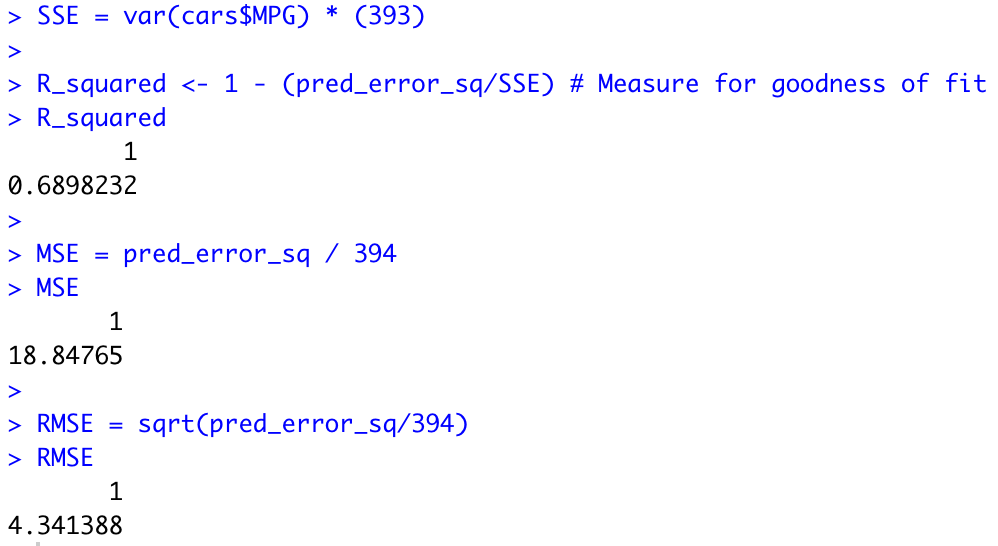 > SSE = var(cars$MPG) * (393)
>
> R_squared <- 1 - (pred_error_sq/SSE) # Measure for goodness of fit
> R_squared
1
0.6898232
>
> MSE = pred_error_sq / 394
> MSE
1
18.84765
>
> RMSE = sqrt(pred_error_sq/394)
> RMSE
1
4.341388